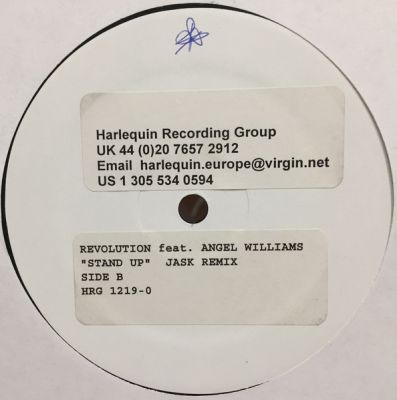 Harlequin Recording Group
UK 44 (0)20 7657 2912
Email harlequin.europe@virgin.net
US 1 305 534 0594
REVOLUTION feat. ANGEL WILLIAMS
"STAND UP" JASK REMIX
SIDE B
HRG 1219-0